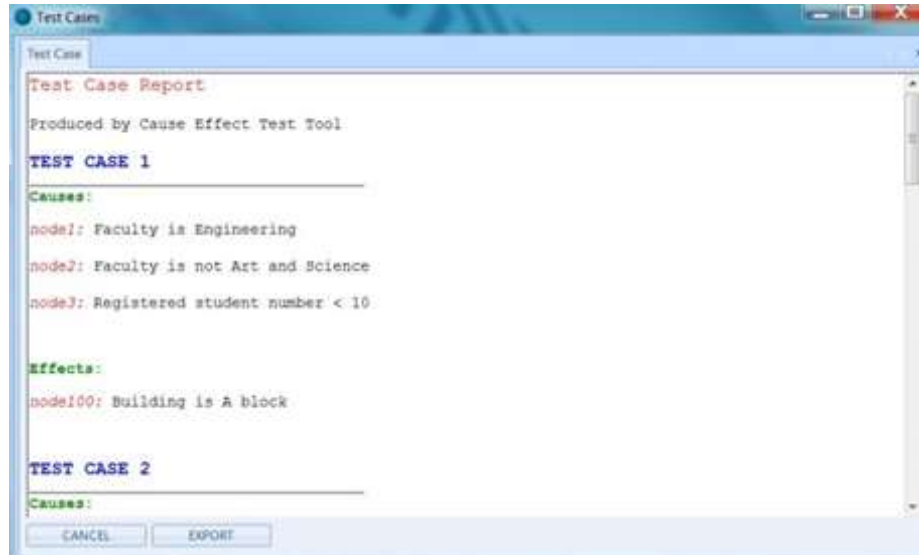 Test Cases
Test Case
Test Case Report
Produced by Cause Effect Test Tool
TEST CASE 1
Causes:
node1: Faculty is Engineering
node2: Faculty is not Art and Science
node3: Registered student number < 10
Effects:
node100: Building is A block
TEST CASE 2
Causes:
CANCEL EXPORT